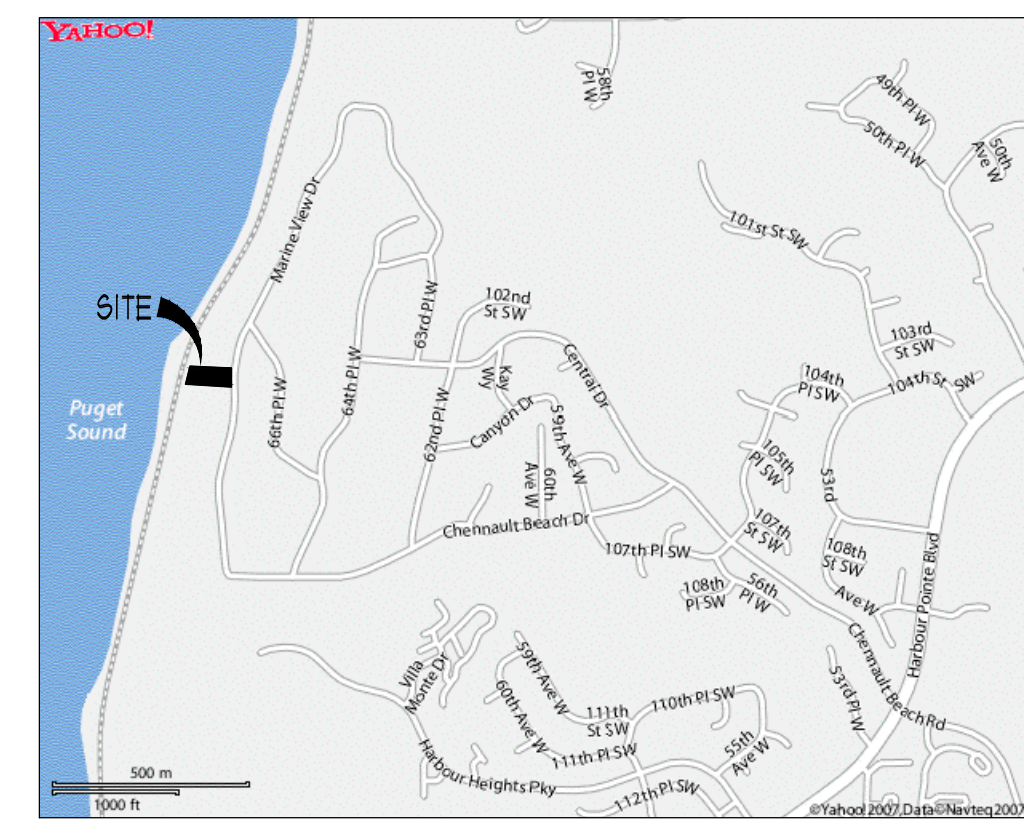 YAHOO!
58th
Pl W
49th Pl W
50th Pl W
50th
Ave W
Marine View Dr
101st St SW
SITE
63rd Pl W
102nd
St SW
103rd
St SW
104th St SW
104th
Pl SW
Central Dr
Kay
Wy
64th Pl W
66th Pl W
62nd Pl W
Canyon Dr
59th Ave W
Puget
Sound
60th
Ave W
105th
Pl SW
53rd
Chennault Beach Dr
107th
St SW
107th Pl SW
108th
St SW
Ave W
108th
Pl SW
56th
Pl W
Harbour Pointe Blvd
Chennault Beach Rd
Villa
Monte Dr
59th Ave W
60th Ave W
53rd Pl W
110th Pl SW
111th
St SW
111th Pl SW
55th
Ave W
Harbour Heights Pky
112th Pl SW
500 m
1000 ft
©Yahoo! 2007, Data©Navteq2007